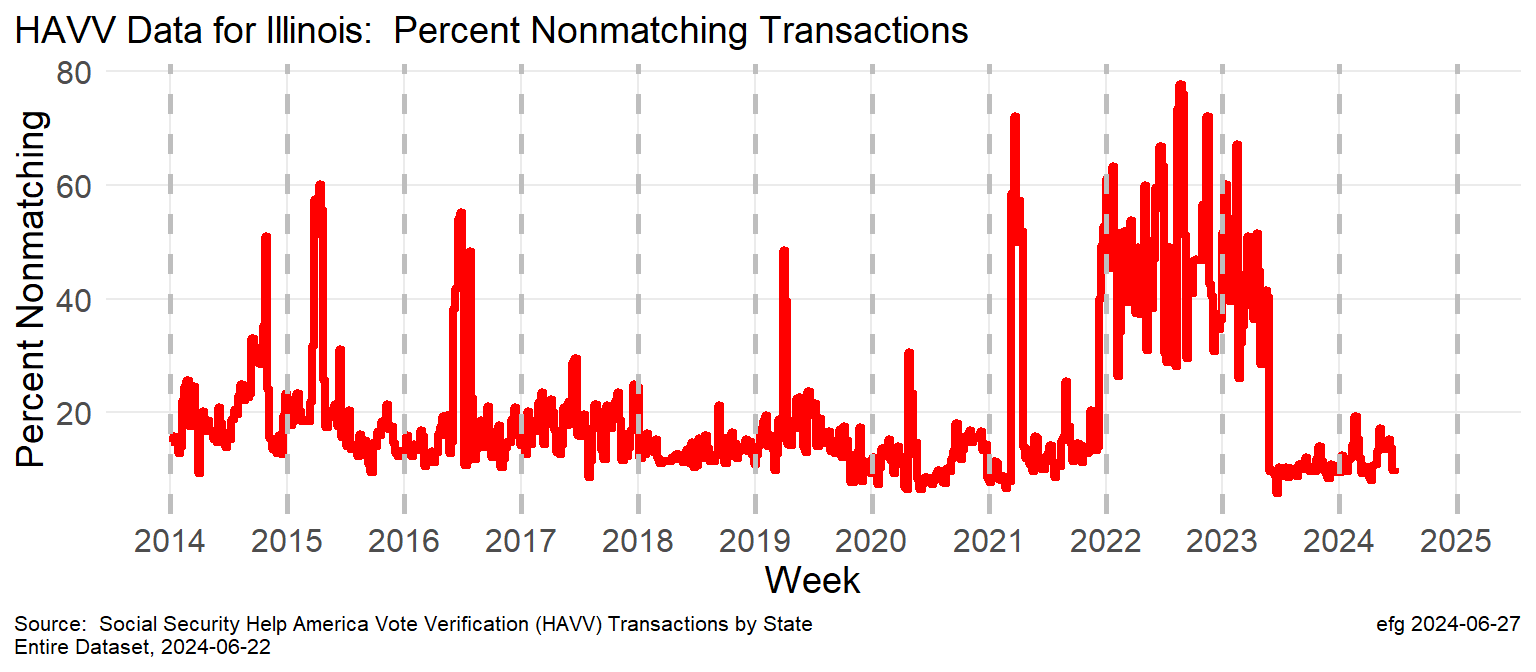 HAVV Data for Illinois:  Percent Nonmatching Transactions
80
60
40
20
Percent Nonmatching
2014 2015 2016 2017 2018 2019 2020 2021 2022 2023 2024 2025
Week
Source:  Social Security Help America Vote Verification (HAVV) Transactions by State
Entire Dataset, 2024-06-22
efg 2024-06-27